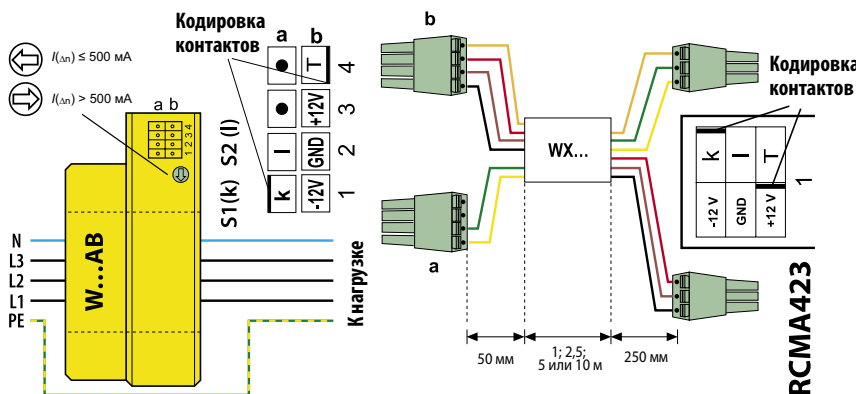 Кодировка
контактов
I(Δn) ≤ 500 мА
I(Δn) > 500 мА
a b
1 2 3 4
W...AB
N
L3
L2
L1
PE
К нагрузке
S1(k) S2 (l)
a b
T 4
+12V 3
l GND 2
k -12V 1
b
a
WX...
50 мм
1; 2,5;
5 или 10 м
250 мм
Кодировка
контактов
k l T
-12 V GND +12 V
1
RCMA423